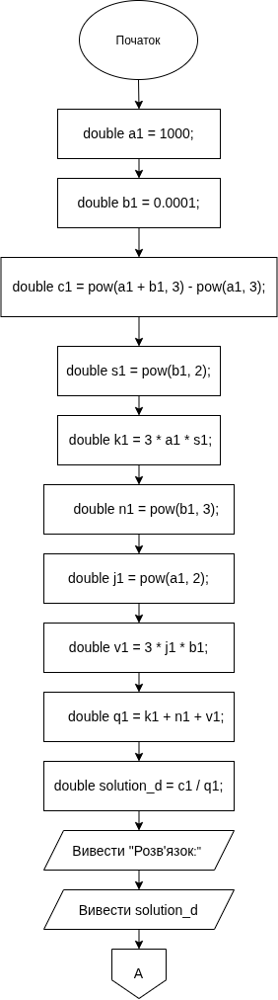 Початок
double a1 = 1000;
double b1 = 0.0001;
double c1 = pow(a1 + b1, 3) - pow(a1, 3);
double s1 = pow(b1, 2);
double k1 = 3 * a1 * s1;
double n1 = pow(b1, 3);
double j1 = pow(a1, 2);
double v1 = 3 * j1 * b1;
double q1 = k1 + n1 + v1;
double solution_d = c1 / q1;
Вивести "Розв'язок:"
Вивести solution_d
A